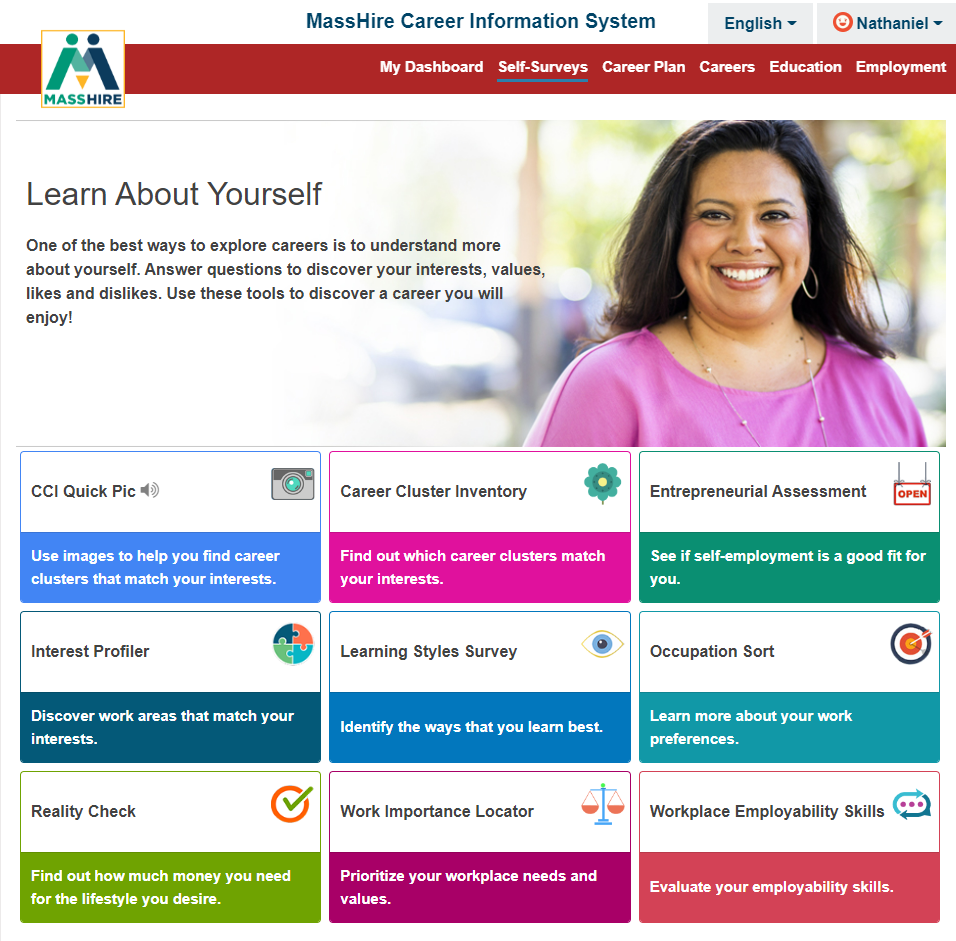 MassHire Career Information System
English
Nathaniel
MASSHIRE
My Dashboard Self-Surveys Career Plan Careers Education Employment
Learn About Yourself
One of the best ways to explore careers is to understand more
about yourself. Answer questions to discover your interests, values,
likes and dislikes. Use these tools to discover a career you will
enjoy!
CCI Quick Pic
Use images to help you find career
clusters that match your interests.
Career Cluster Inventory
Find out which career clusters match
your interests.
Entrepreneurial Assessment
OPEN
See if self-employment is a good fit for
you.
Interest Profiler
Discover work areas that match your
interests.
Learning Styles Survey
Identify the ways that you learn best.
Occupation Sort
Learn more about your work
preferences.
Reality Check
Find out how much money you need
for the lifestyle you desire.
Work Importance Locator
Prioritize your workplace needs and
values.
Workplace Employability Skills
Evaluate your employability skills.